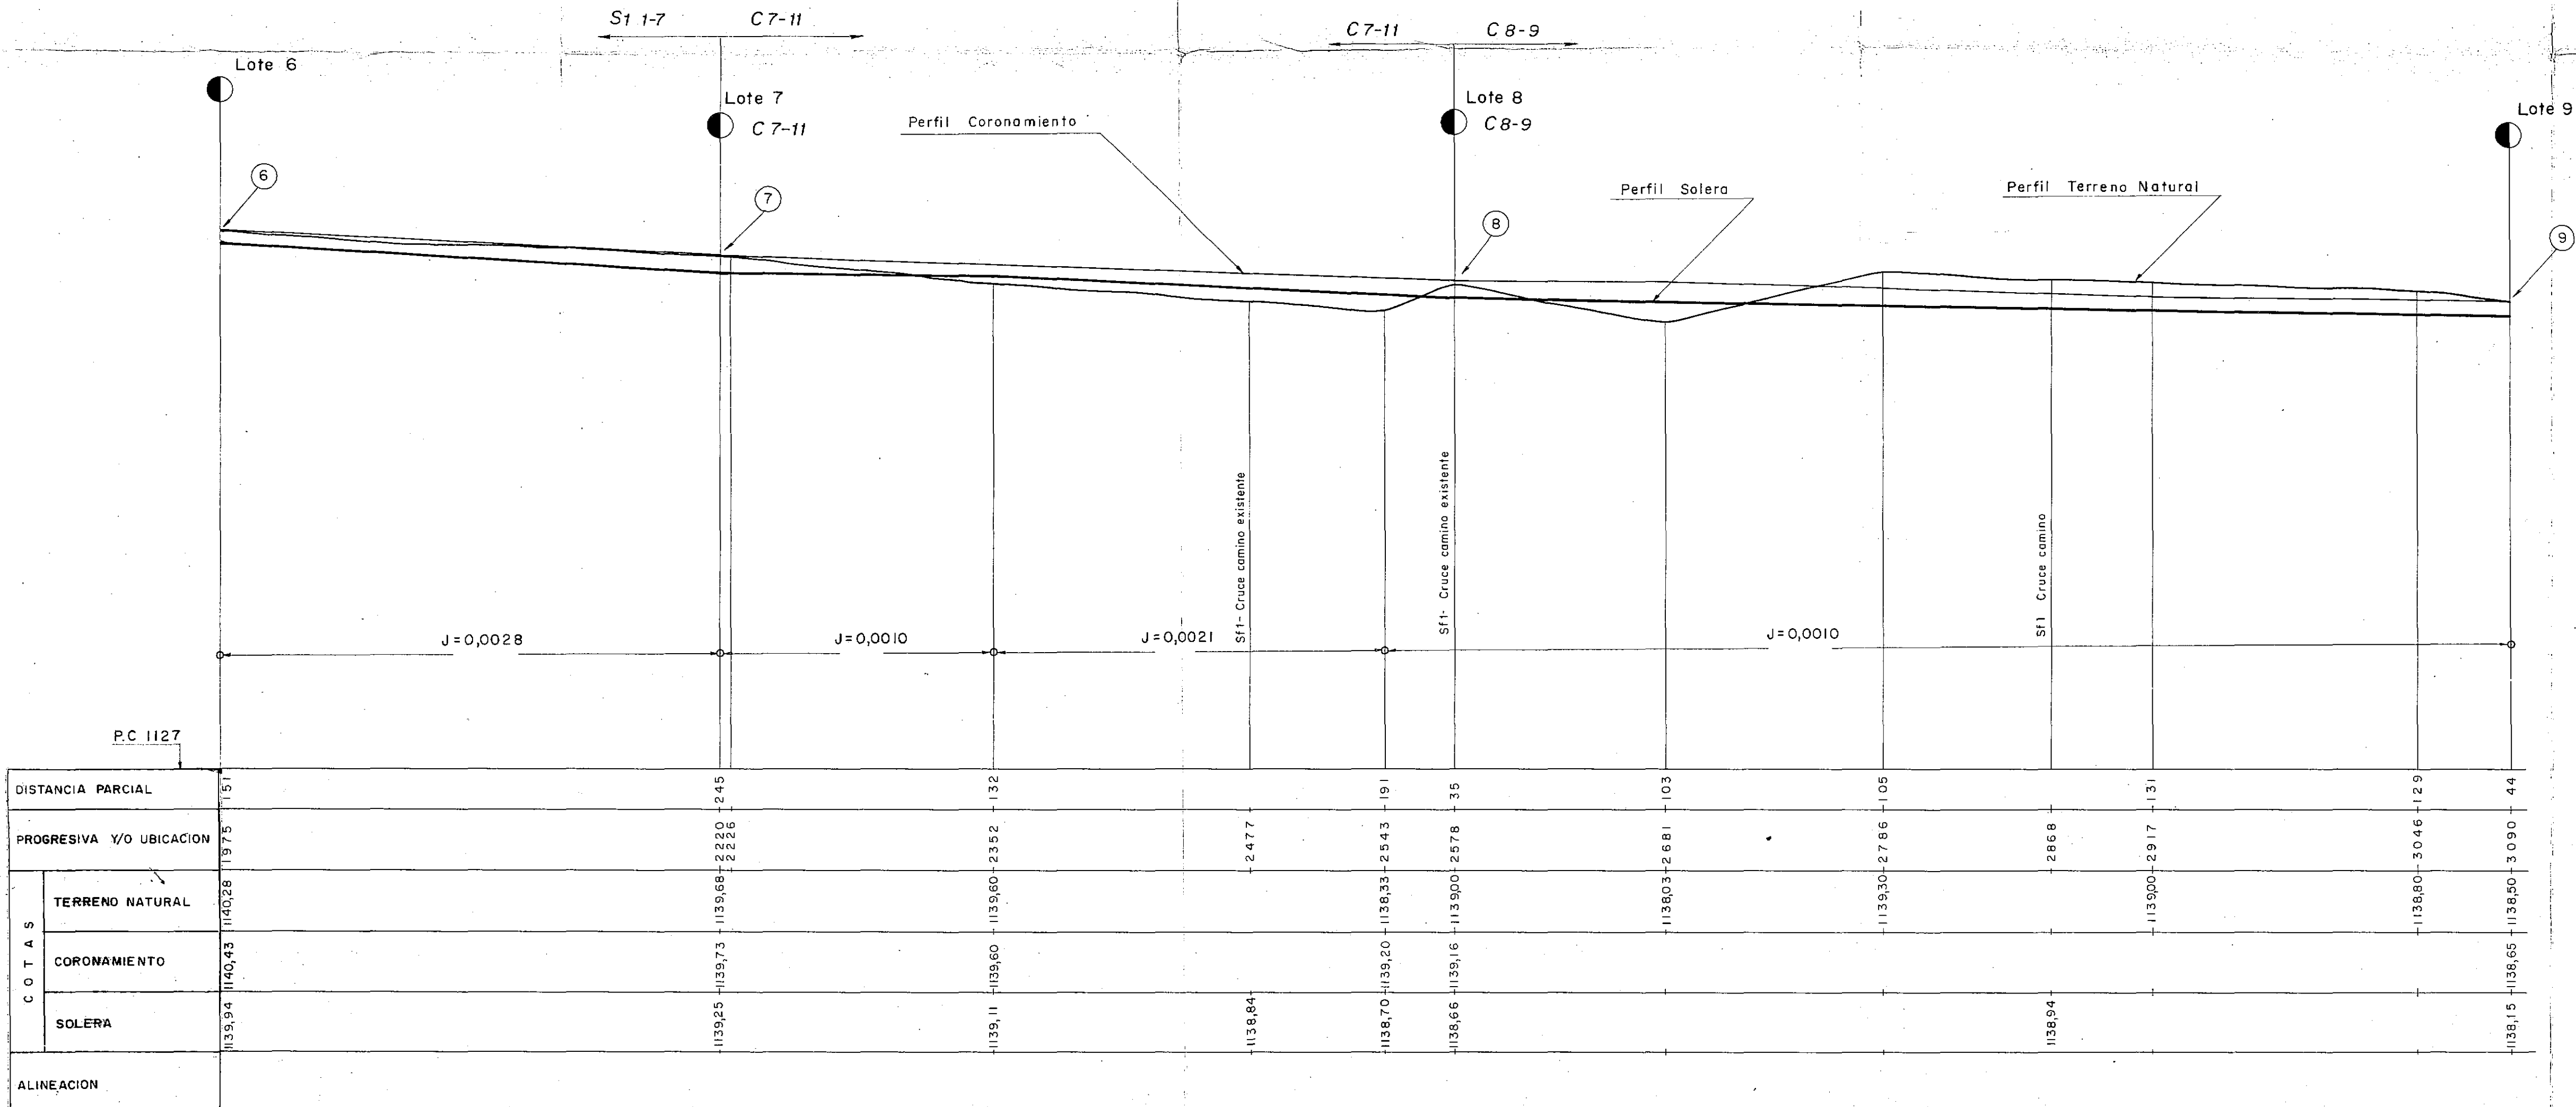 S1 1-7 C7-11
C7-11 C8-9
Lote 6
Lote 7
C7-11
Perfil Coronamiento
Lote 8
C8-9
Lote 9
6
7
8
9
Perfil Solera
Perfil Terreno Natural
Sf1- Cruce camino existente
Sf1- Cruce camino existente
Sf1 Cruce camino
J=0,0028
J=0,0010
J=0,0021
J=0,0010
P.C 1127
DISTANCIA PARCIAL 151 245 132 191 35 103 105 131 129 44
PROGRESIVA Y/O UBICACION 1975 2220 2226 2352 2477 2543 2578 2681 2786 2868 2917 3046 3090
COTAS
TERRENO NATURAL 1140,28 1139,68 1139,60 1138,33 1139,00 1138,03 1139,30 1139,00 1138,80 1138,50
CORONAMIENTO 1140,43 1139,73 1139,60 1139,20 1139,16 1138,65
SOLERA 1139,94 1139,25 1139,11 1138,84 1138,70 1138,66 1138,94 1138,15
ALINEACION